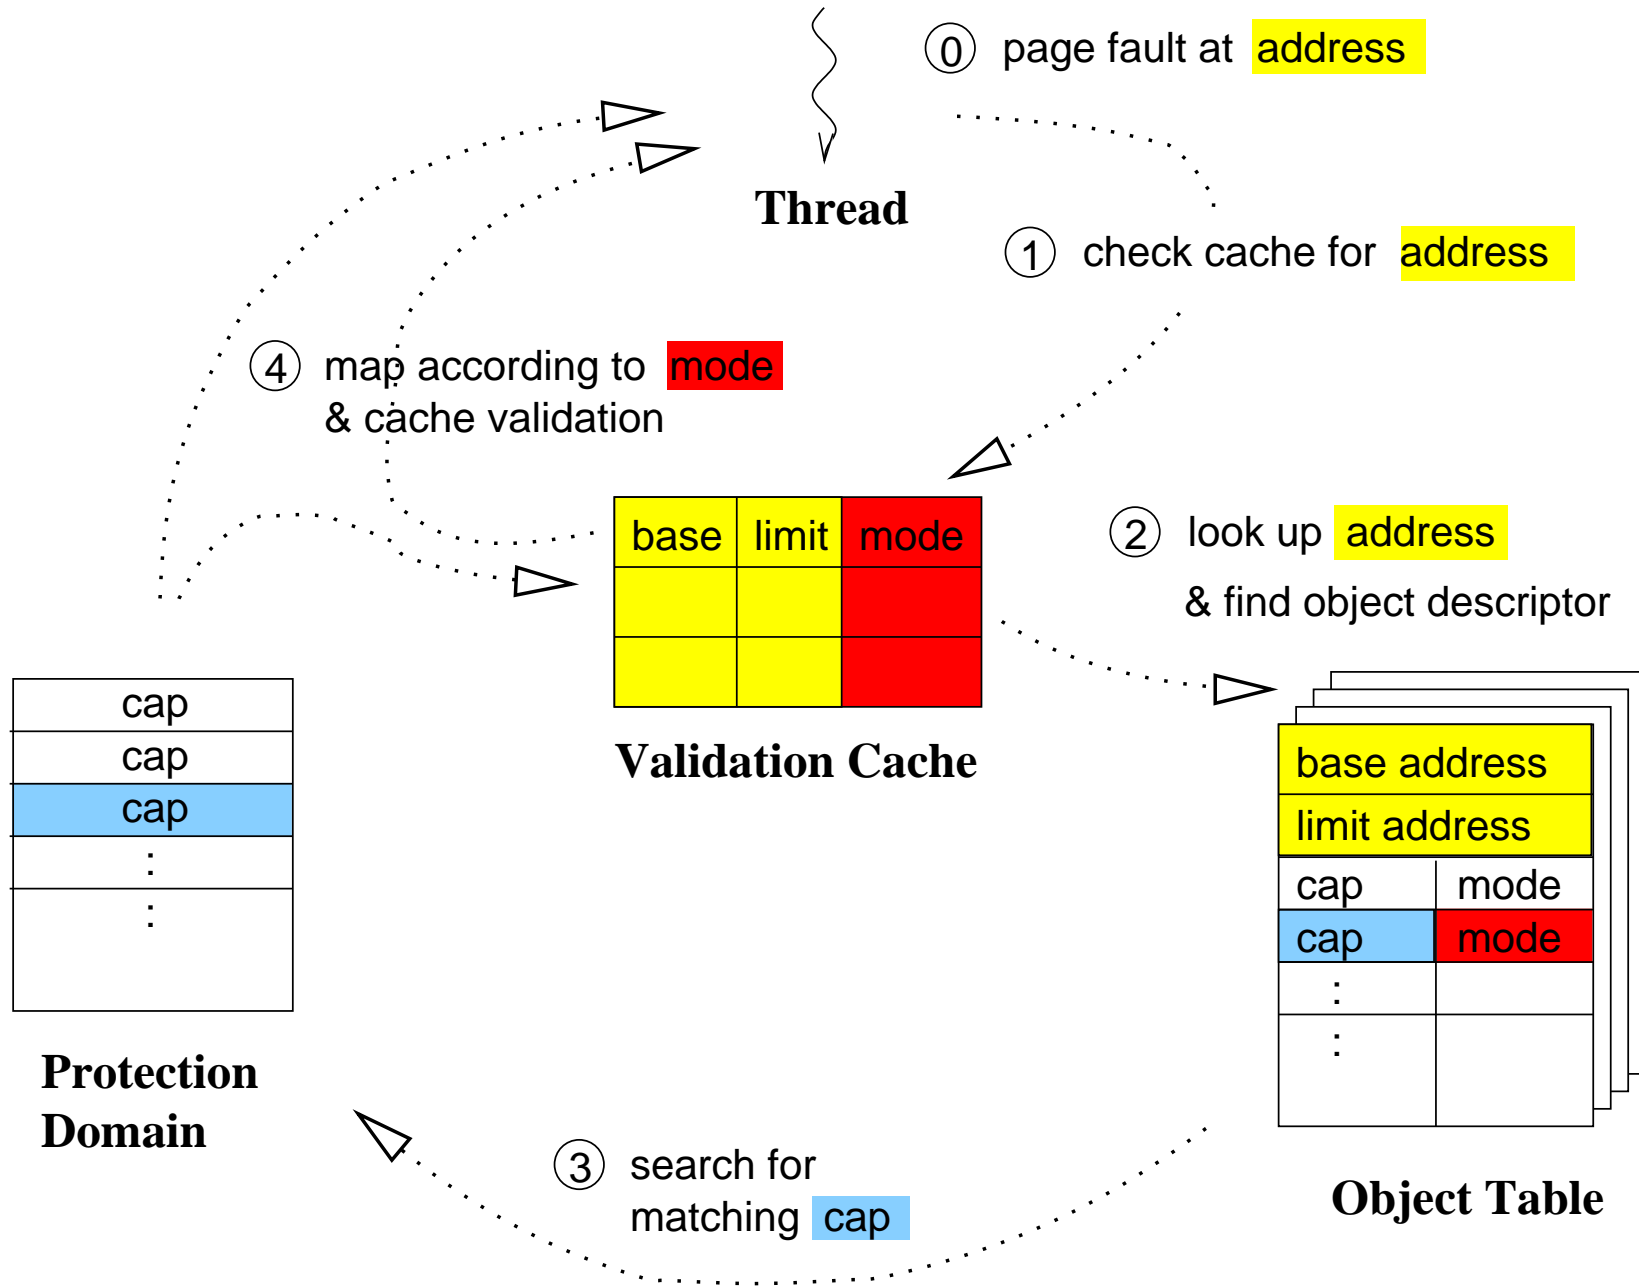 0 page fault at address
Thread
1 check cache for address
4 map according to mode
& cache validation
base limit mode
2 look up address
& find object descriptor
Validation Cache
cap
cap
cap
:
:
Protection
Domain
base address
limit address
cap mode
cap mode
:
:
Object Table
3 search for
matching cap